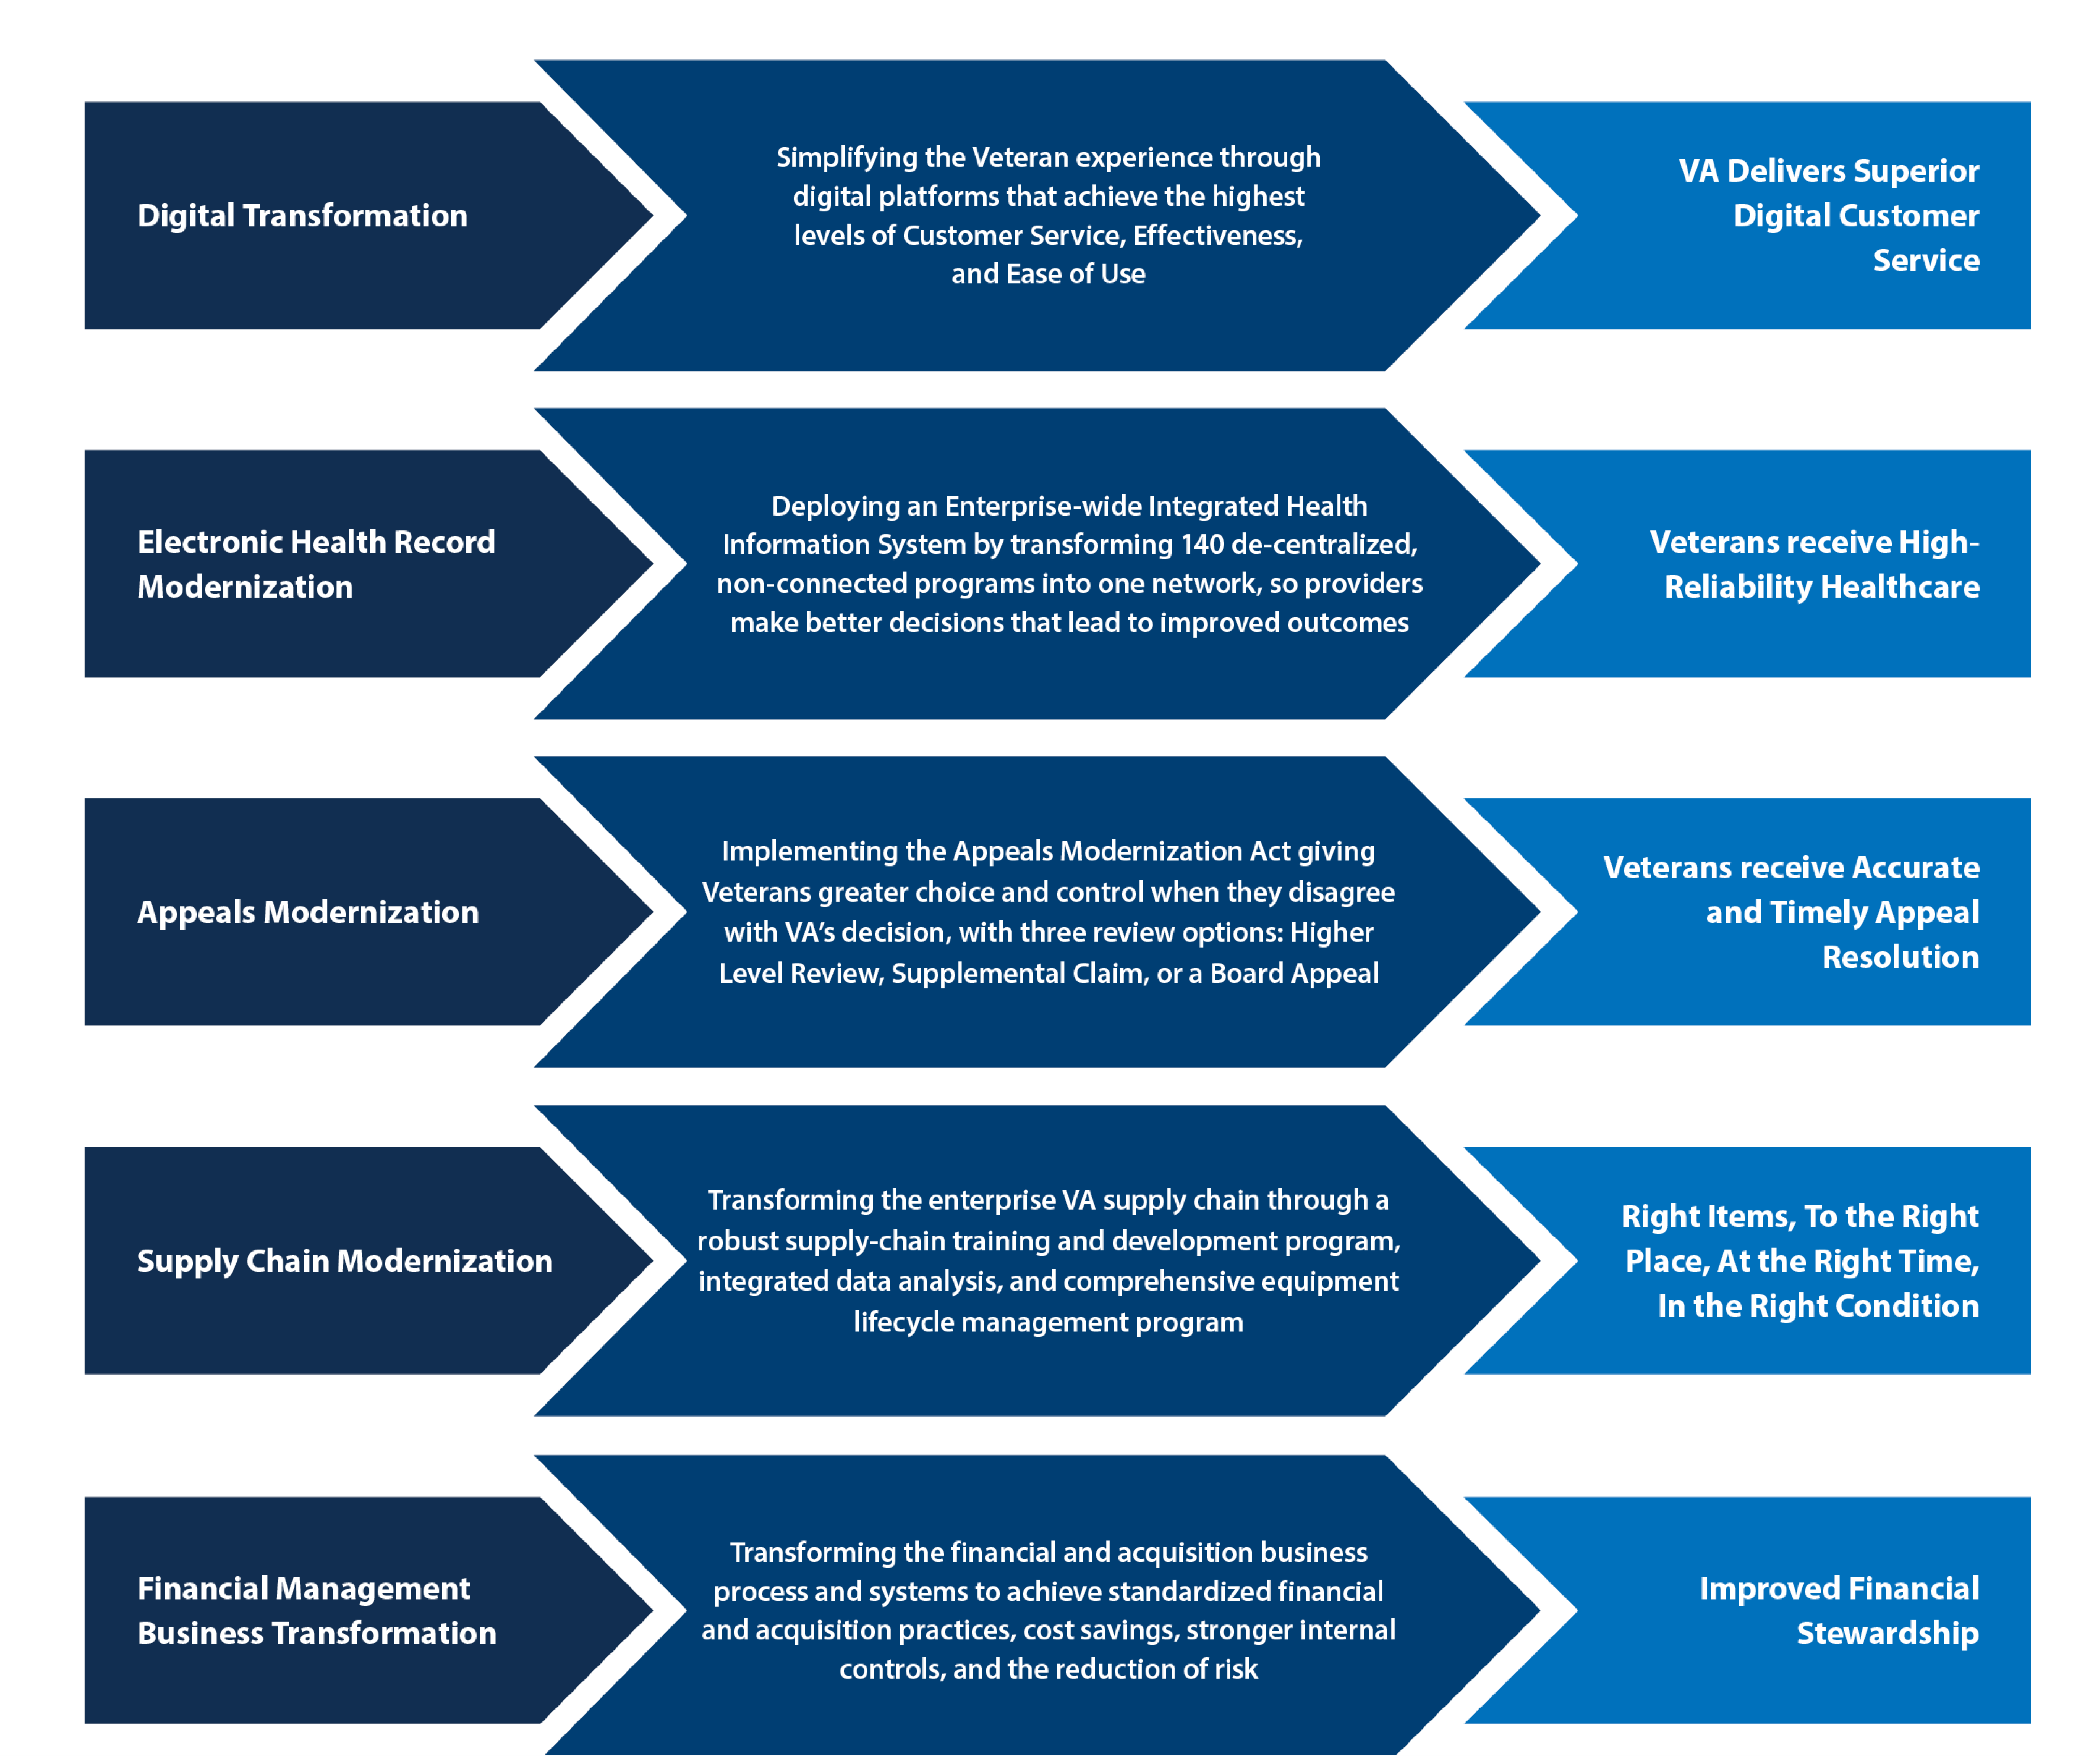 Digital Transformation
Simplifying the Veteran experience through
digital platforms that achieve the highest
levels of Customer Service, Effectiveness,
and Ease of Use
VA Delivers Superior
Digital Customer
Service
Electronic Health Record
Modernization
Deploying an Enterprise-wide Integrated Health
Information System by transforming 140 de-centralized,
non-connected programs into one network, so providers
make better decisions that lead to improved outcomes
Veterans receive High-
Reliability Healthcare
Appeals Modernization
Implementing the Appeals Modernization Act giving
Veterans greater choice and control when they disagree
with VA’s decision, with three review options: Higher
Level Review, Supplemental Claim, or a Board Appeal
Veterans receive Accurate
and Timely Appeal
Resolution
Supply Chain Modernization
Transforming the enterprise VA supply chain through a
robust supply-chain training and development program,
integrated data analysis, and comprehensive equipment
lifecycle management program
Right Items, To the Right
Place, At the Right Time,
In the Right Condition
Financial Management
Business Transformation
Transforming the financial and acquisition business
process and systems to achieve standardized financial
and acquisition practices, cost savings, stronger internal
controls, and the reduction of risk
Improved Financial
Stewardship